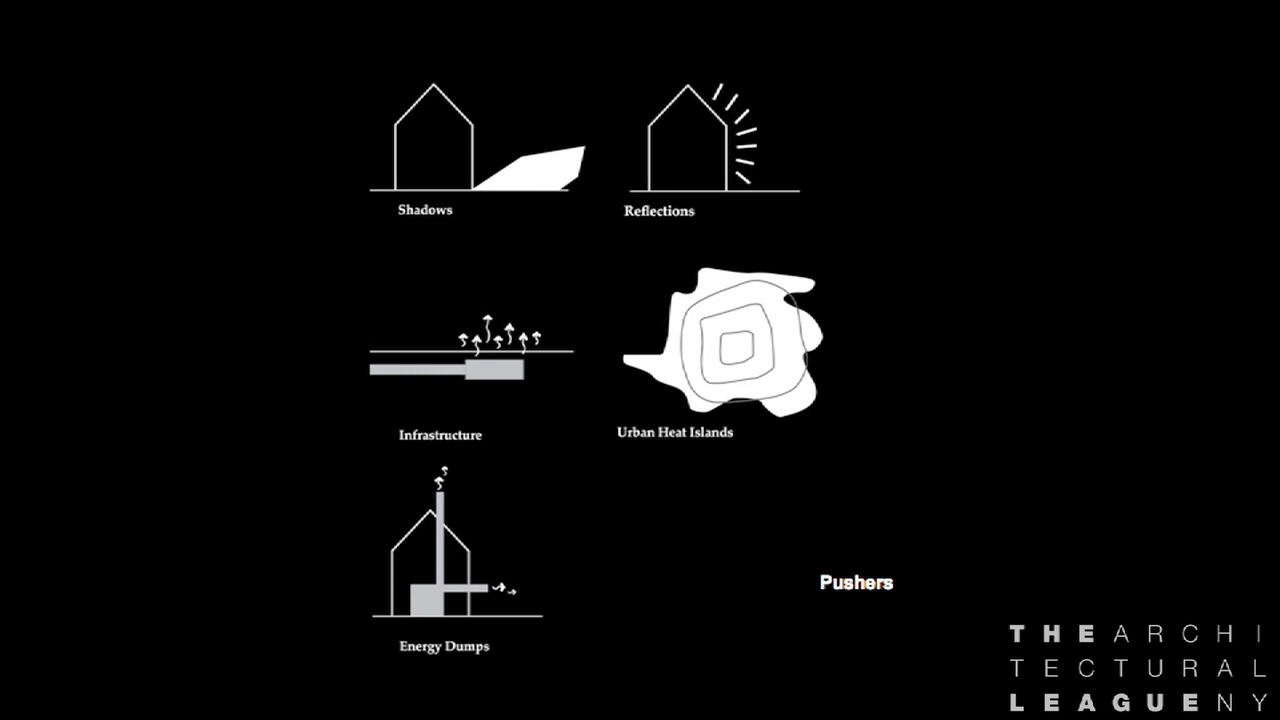 Shadows
Reflections
Infrastructure
Urban Heat Islands
Energy Dumps
Pushers
THE ARCHI
TECTURAL
LEAGUE NY